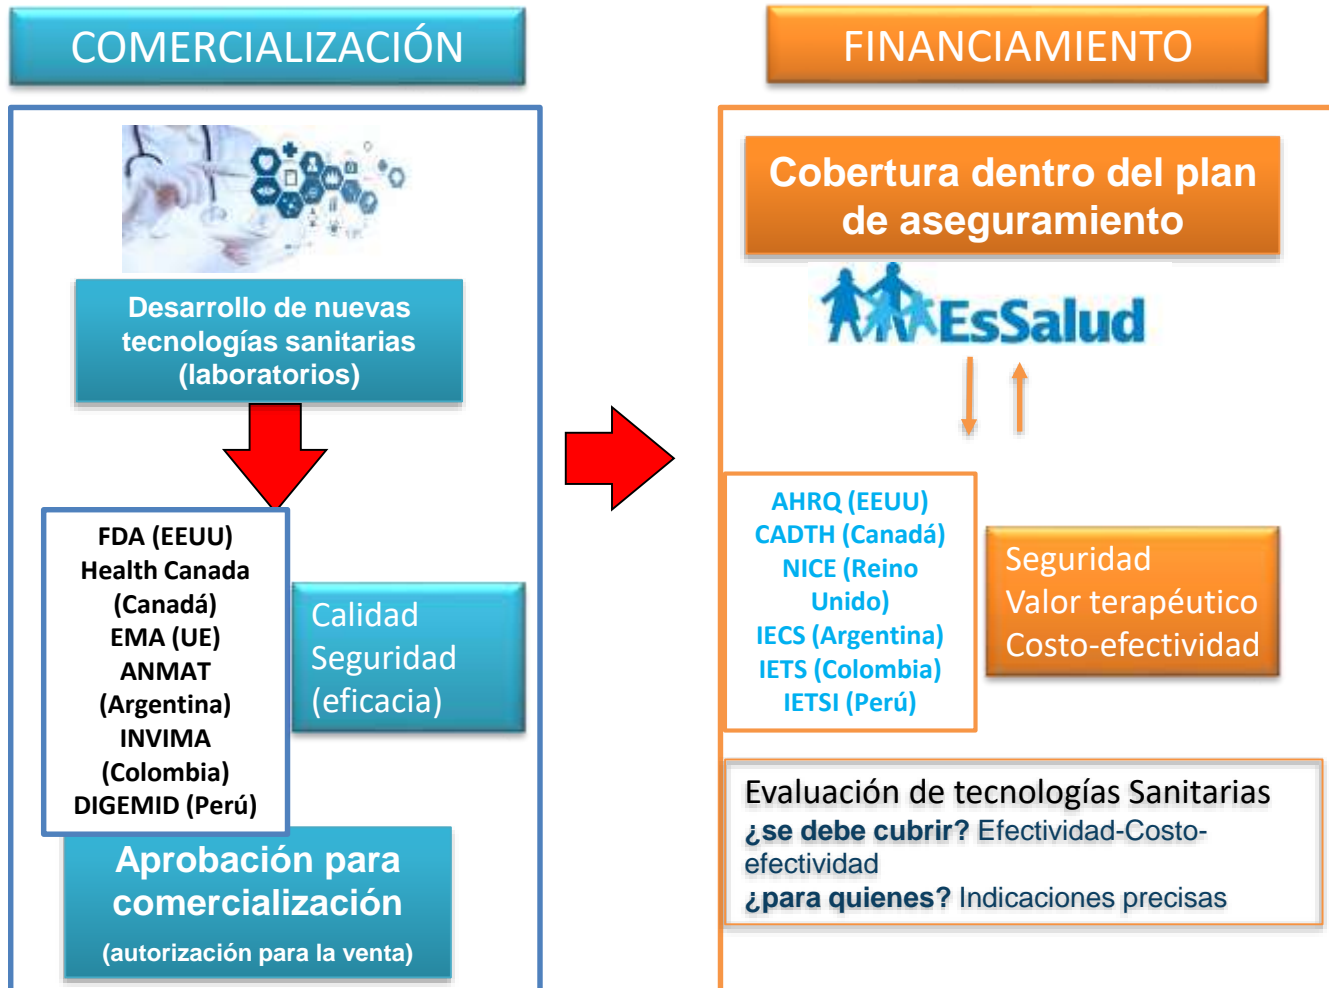 COMERCIALIZACIÓN
Desarrollo de nuevas
tecnologías sanitarias
(laboratorios)
FDA (EEUU)
Health Canada
(Canadá)
EMA (UE)
ANMAT
(Argentina)
INVIMA
(Colombia)
DIGEMID (Perú)
Calidad
Seguridad
(eficacia)
Aprobación para
comercialización
(autorización para la venta)
FINANCIAMIENTO
Cobertura dentro del plan
de aseguramiento
EsSalud
AHRQ (EEUU)
CADTH (Canadá)
NICE (Reino
Unido)
IECS (Argentina)
IETS (Colombia)
IETSI (Perú)
Seguridad
Valor terapéutico
Costo-efectividad
Evaluación de tecnologías Sanitarias
¿se debe cubrir? Efectividad-Costo-
efectividad
¿para quienes? Indicaciones precisas